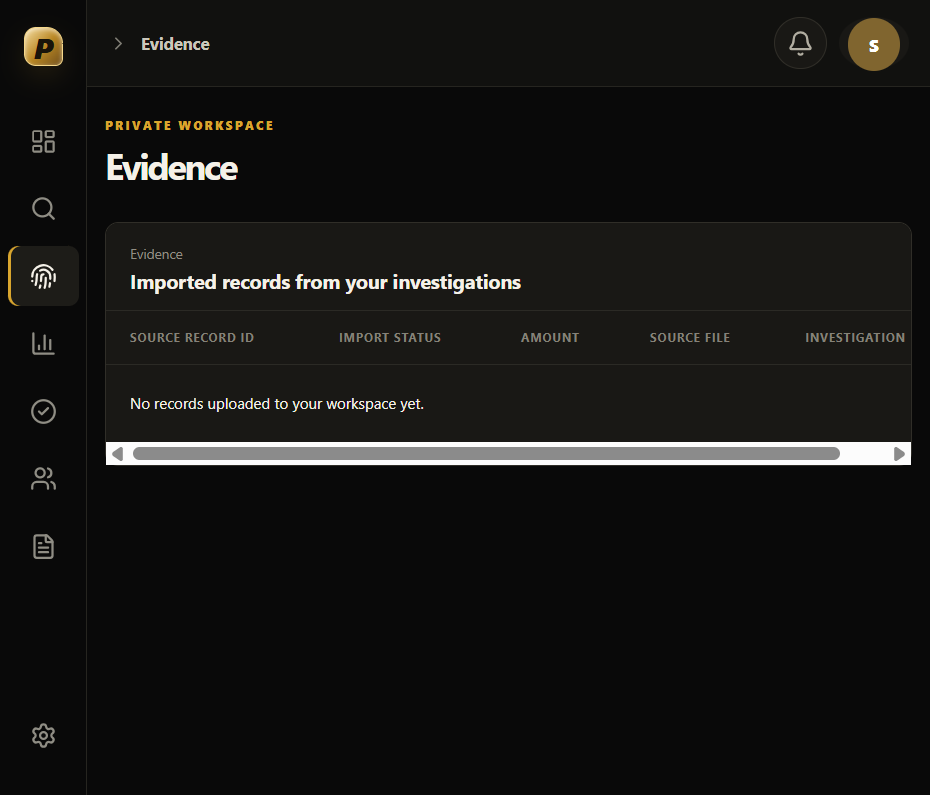 P
Evidence
S
PRIVATE WORKSPACE
Evidence
Evidence
Imported records from your investigations
SOURCE RECORD ID IMPORT STATUS AMOUNT SOURCE FILE INVESTIGATION
No records uploaded to your workspace yet.